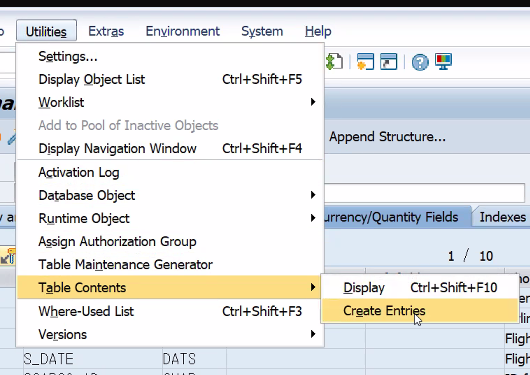 Utilities Extras Environment System Help
Settings...
Display Object List Ctrl+Shift+F5
Worklist
Add to Pool of Inactive Objects
Append Structure...
Display Navigation Window Ctrl+Shift+F4
Activation Log
Database Object
Runtime Object
urrency/Quantity Fields Indexes
Assign Authorization Group
1 / 10
Table Maintenance Generator
Table Contents
Display Ctrl+Shift+F10
Where-Used List Ctrl+Shift+F3
Create Entries
Versions
Fligh
S_DATE DATS
Fligh